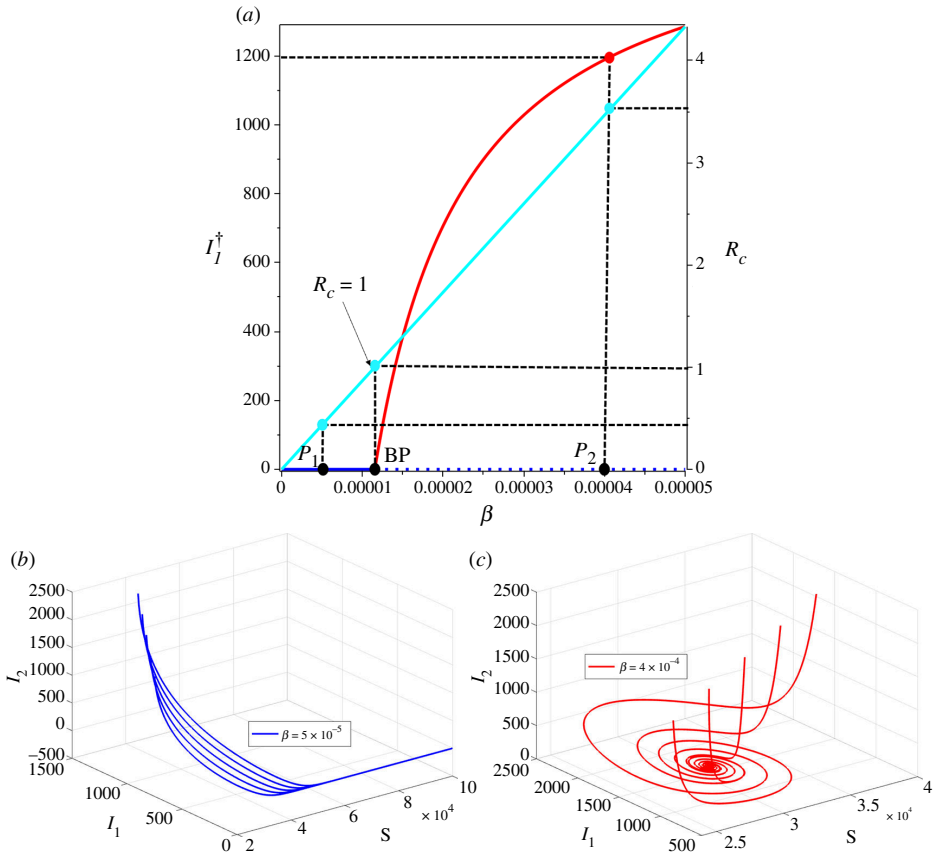 (a)
1200
1000
800
600
400
200
0
I₁†
4
3
2
1
0
R_c
R_c = 1
P₁
BP
P₂
0 0.00001 0.00002 0.00003 0.00004 0.00005
β
(b)
2500
2000
1500
1000
500
0
−500
I₂
1500
1000
500
0
I₁
2 4 6 8 10
× 10⁴
S
β = 5 × 10⁻⁵
(c)
2500
2000
1500
1000
500
0
I₂
2500
2000
1500
1000
500
I₁
2.5 3 3.5 4
× 10⁴
S
β = 4 × 10⁻⁴